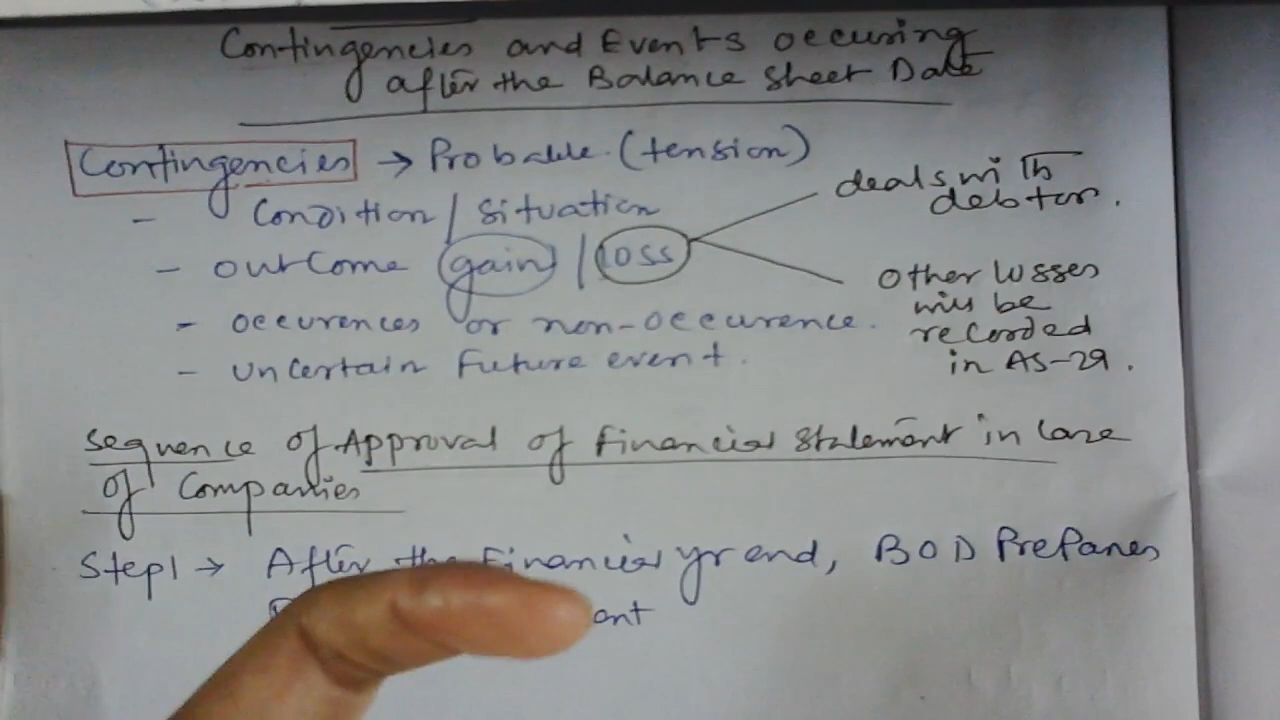 Contingencies and Events occuring
after the Balance Sheet Date
Contingencies → Probable (tension)
- Condition / Situation
- outcome gain / loss
deals with
debtors.
Other losses
will be
recorded
in AS-29.
- occurences or non-occurence.
- uncertain future event.
Sequence of Approval of Financial Statement in Case
of Companies
Step1 → After the Financial yr end, BOD Prepares